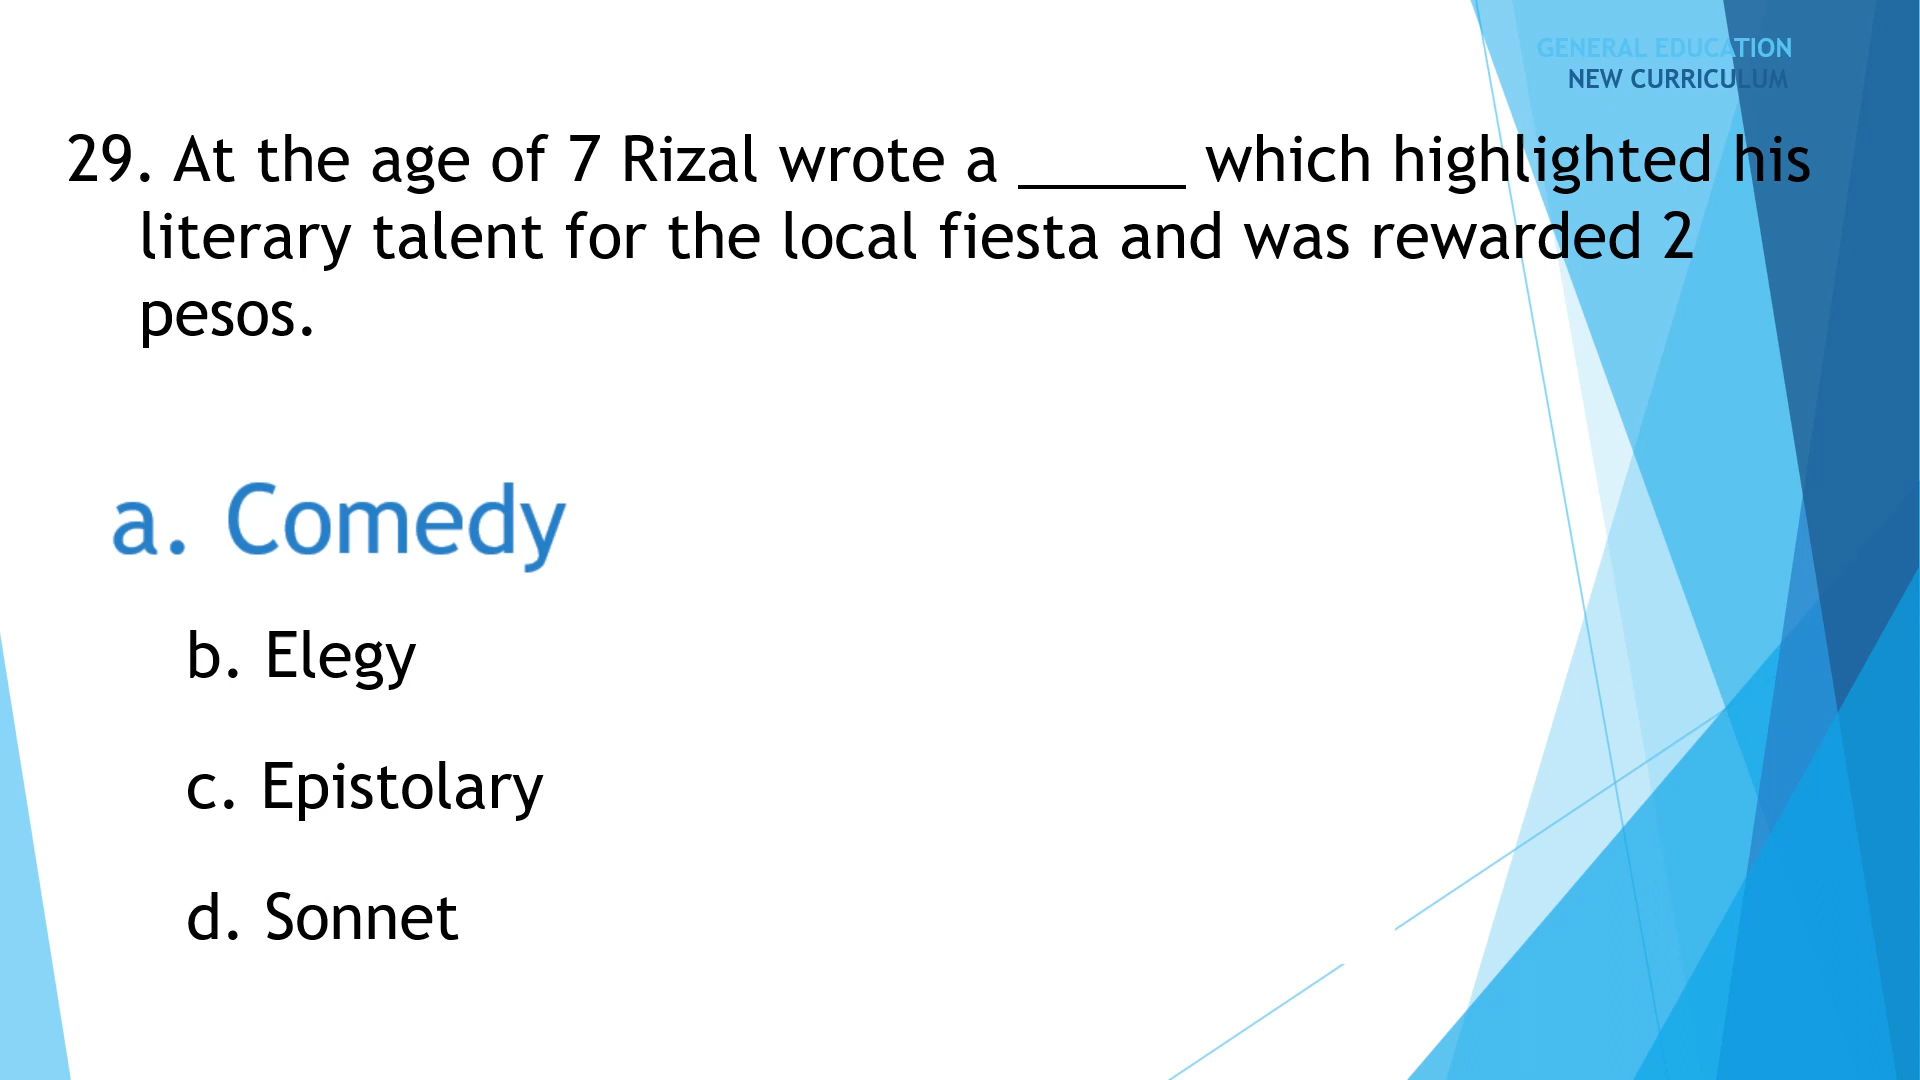 GENERAL EDUCATION
NEW CURRICULUM
29. At the age of 7 Rizal wrote a _____ which highlighted his
literary talent for the local fiesta and was rewarded 2
pesos.
a. Comedy
b. Elegy
c. Epistolary
d. Sonnet